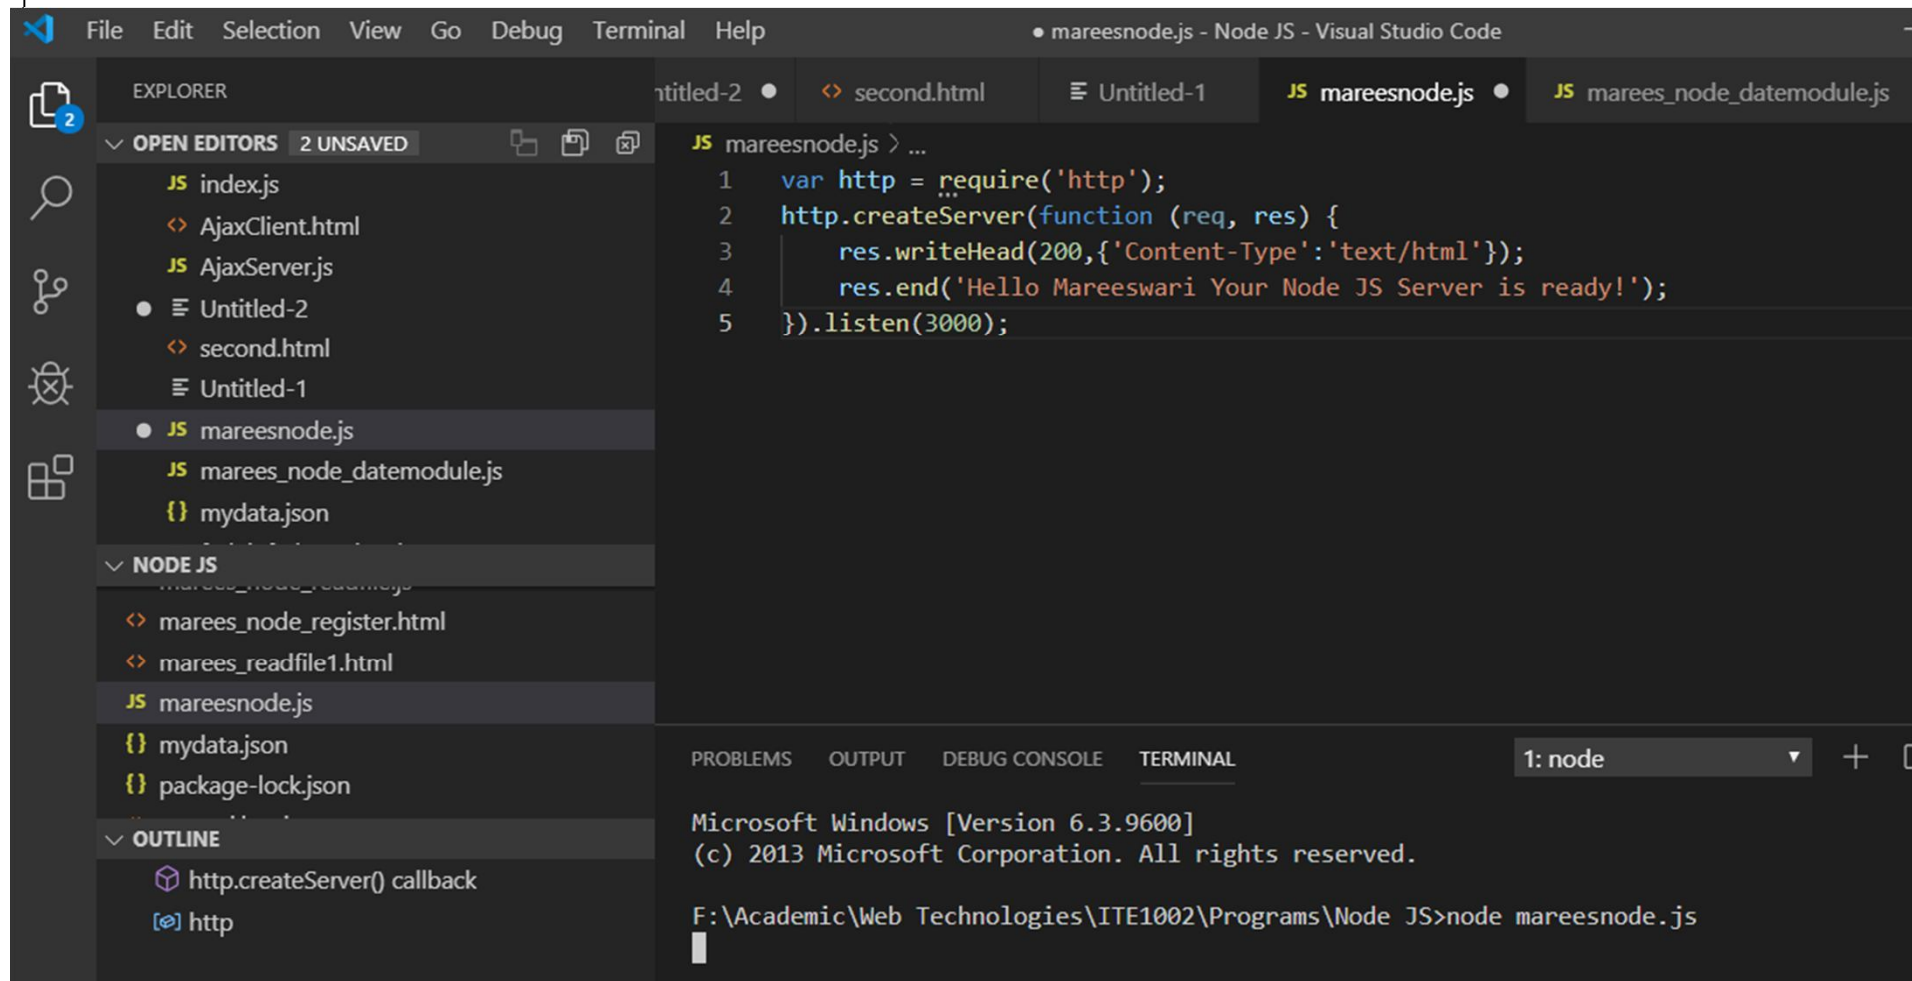 File Edit Selection View Go Debug Terminal Help
● mareesnode.js - Node JS - Visual Studio Code
2
EXPLORER
OPEN EDITORS 2 UNSAVED
JS index.js
<> AjaxClient.html
JS AjaxServer.js
● Untitled-2
<> second.html
Untitled-1
● JS mareesnode.js
JS marees_node_datemodule.js
{} mydata.json
NODE JS
marees_node_readfile.js
<> marees_node_register.html
<> marees_readfile1.html
JS mareesnode.js
{} mydata.json
{} package-lock.json
OUTLINE
http.createServer() callback
http
ntitled-2 ● <> second.html Untitled-1 JS mareesnode.js ● JS marees_node_datemodule.js
JS mareesnode.js > ...
1 var http = require('http');
2 http.createServer(function (req, res) {
3 res.writeHead(200,{'Content-Type':'text/html'});
4 res.end('Hello Mareeswari Your Node JS Server is ready!');
5 }).listen(3000);
PROBLEMS OUTPUT DEBUG CONSOLE TERMINAL 1: node
Microsoft Windows [Version 6.3.9600]
(c) 2013 Microsoft Corporation. All rights reserved.
F:\Academic\Web Technologies\ITE1002\Programs\Node JS>node mareesnode.js